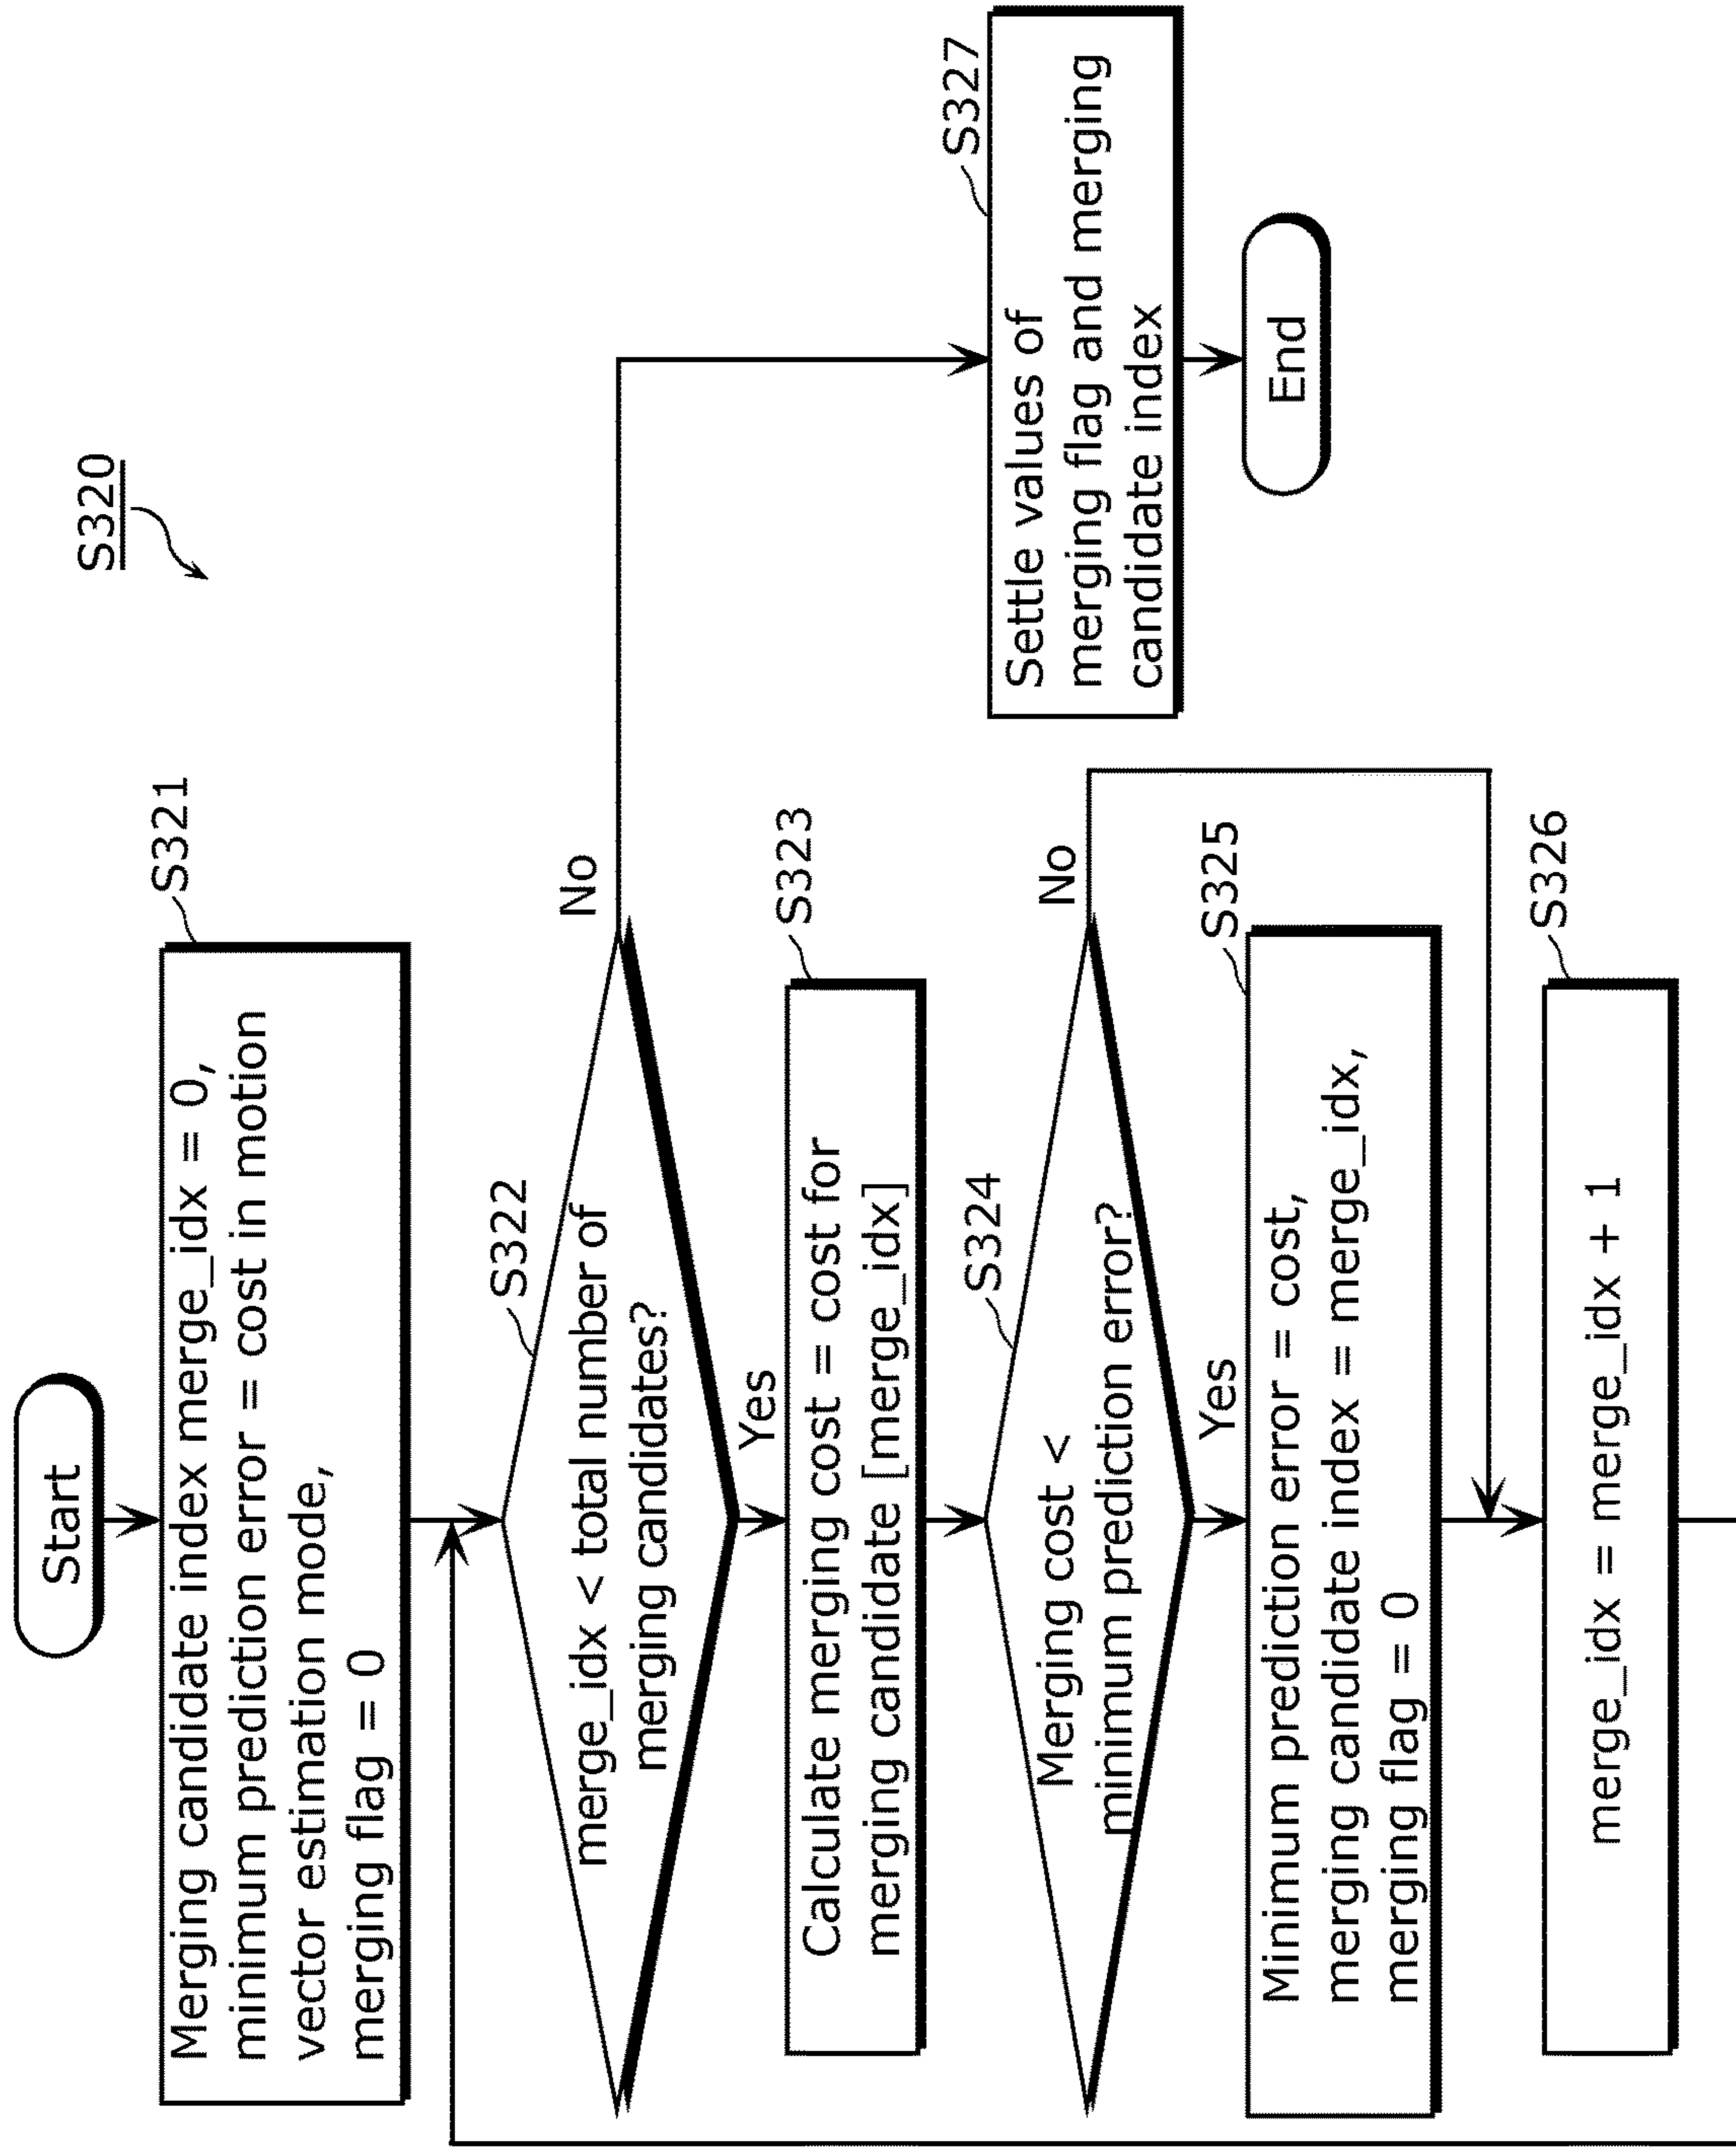 S320
Start
S321
Merging candidate index merge_idx = 0,
minimum prediction error = cost in motion
vector estimation mode,
merging flag = 0
S322
merge_idx < total number of
merging candidates?
No
Yes
S323
Calculate merging cost = cost for
merging candidate [merge_idx]
S324
Merging cost <
minimum prediction error?
No
Yes
S325
Minimum prediction error = cost,
merging candidate index = merge_idx,
merging flag = 0
S326
merge_idx = merge_idx + 1
S327
Settle values of
merging flag and merging
candidate index
End